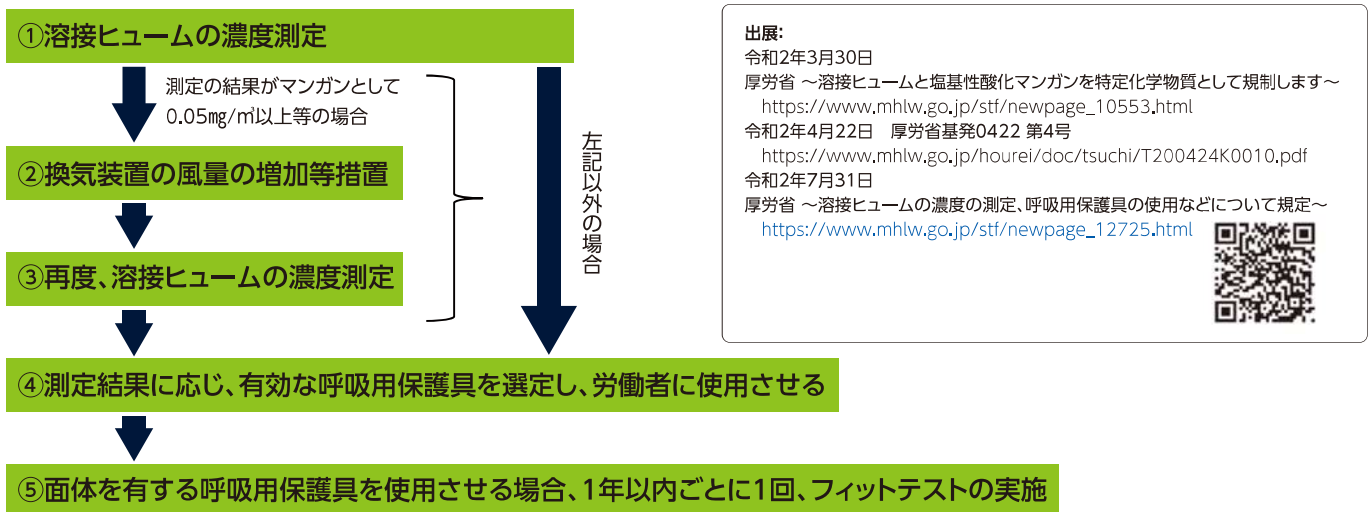 ①溶接ヒュームの濃度測定
測定の結果がマンガンとして
0.05㎎/㎥以上等の場合
②換気装置の風量の増加等措置
③再度、溶接ヒュームの濃度測定
左記以外の場合
④測定結果に応じ、有効な呼吸用保護具を選定し、労働者に使用させる
⑤面体を有する呼吸用保護具を使用させる場合、1年以内ごとに1回、フィットテストの実施
出展:
令和2年3月30日
厚労省 ～溶接ヒュームと塩基性酸化マンガンを特定化学物質として規制します～
https://www.mhlw.go.jp/stf/newpage_10553.html
令和2年4月22日　厚労省基発0422 第4号
https://www.mhlw.go.jp/hourei/doc/tsuchi/T200424K0010.pdf
令和2年7月31日
厚労省 ～溶接ヒュームの濃度の測定、呼吸用保護具の使用などについて規定～
https://www.mhlw.go.jp/stf/newpage_12725.html